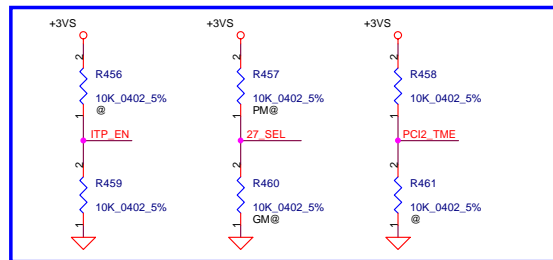 +3VS
2
R456
10K_0402_5%
@
1
ITP_EN
2
R459
10K_0402_5%
1
+3VS
2
R457
10K_0402_5%
PM@
1
27_SEL
2
R460
10K_0402_5%
GM@
1
+3VS
2
R458
10K_0402_5%
1
PCI2_TME
2
R461
10K_0402_5%
@
1